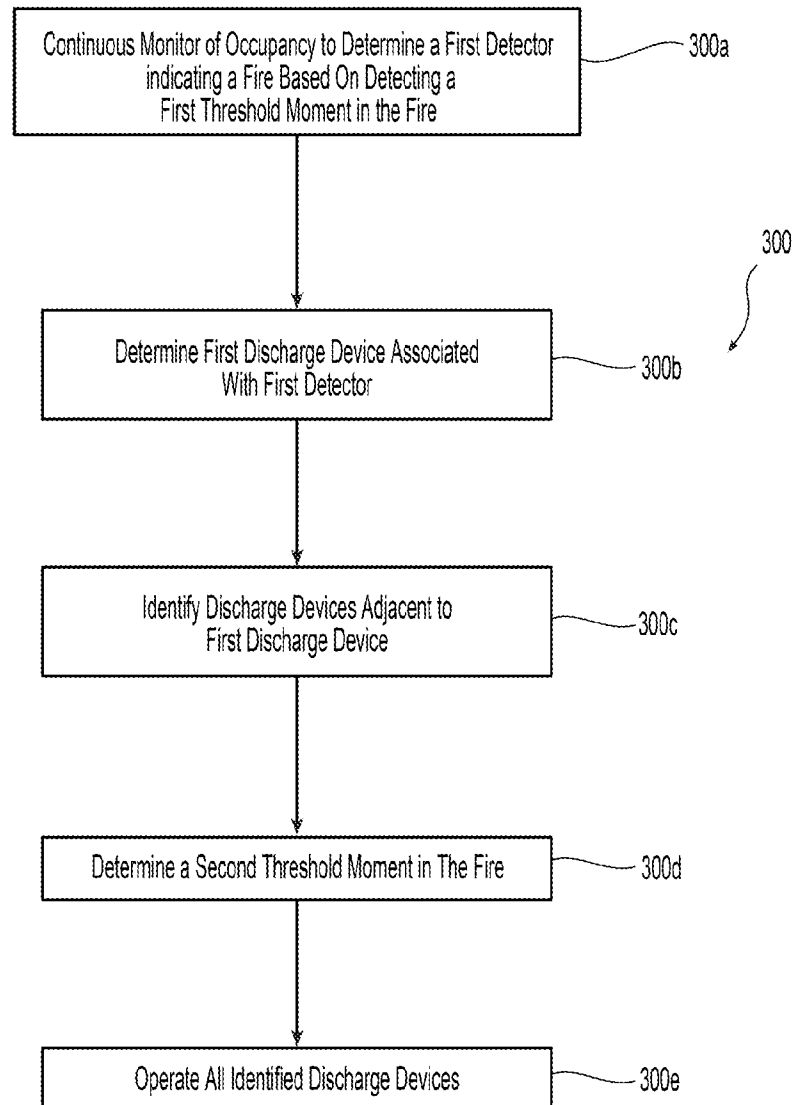 Continuous Monitor of Occupancy to Determine a First Detector
indicating a Fire Based On Detecting a
First Threshold Moment in the Fire
300a
300
Determine First Discharge Device Associated
With First Detector
300b
Identify Discharge Devices Adjacent to
First Discharge Device
300c
Determine a Second Threshold Moment in The Fire
300d
Operate All Identified Discharge Devices
300e